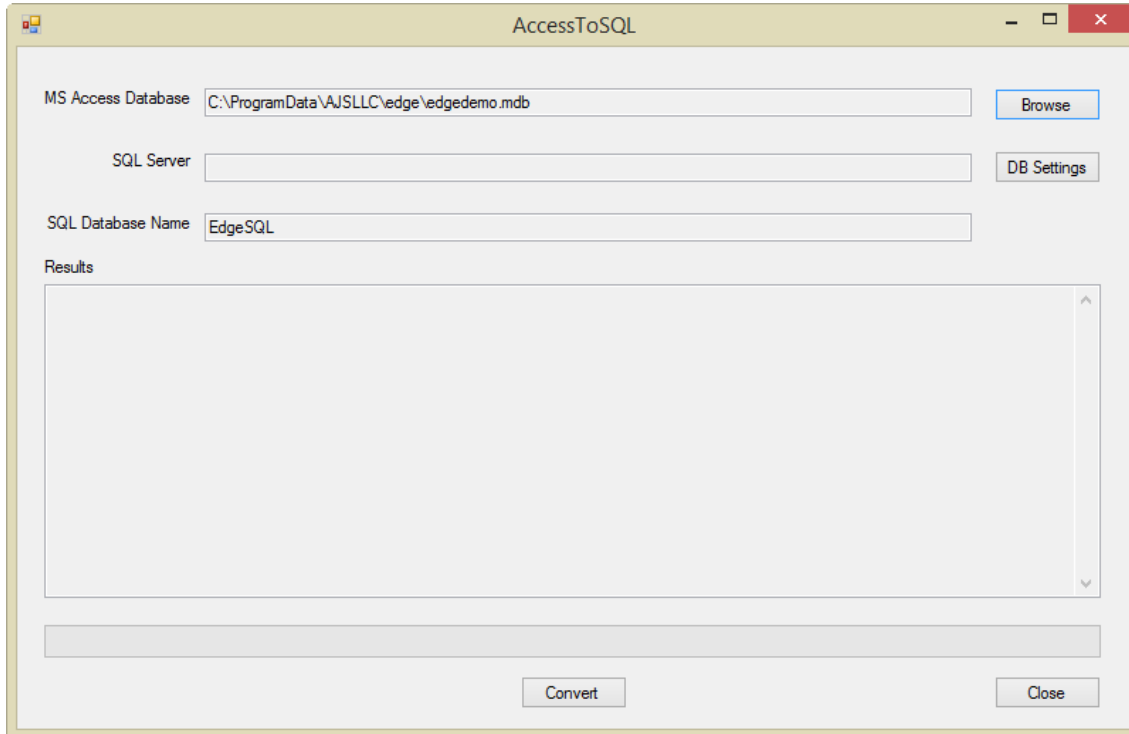 AccessToSQL
MS Access Database C:\ProgramData\AJSLLC\edge\edgedemo.mdb Browse
SQL Server DB Settings
SQL Database Name EdgeSQL
Results
Convert Close